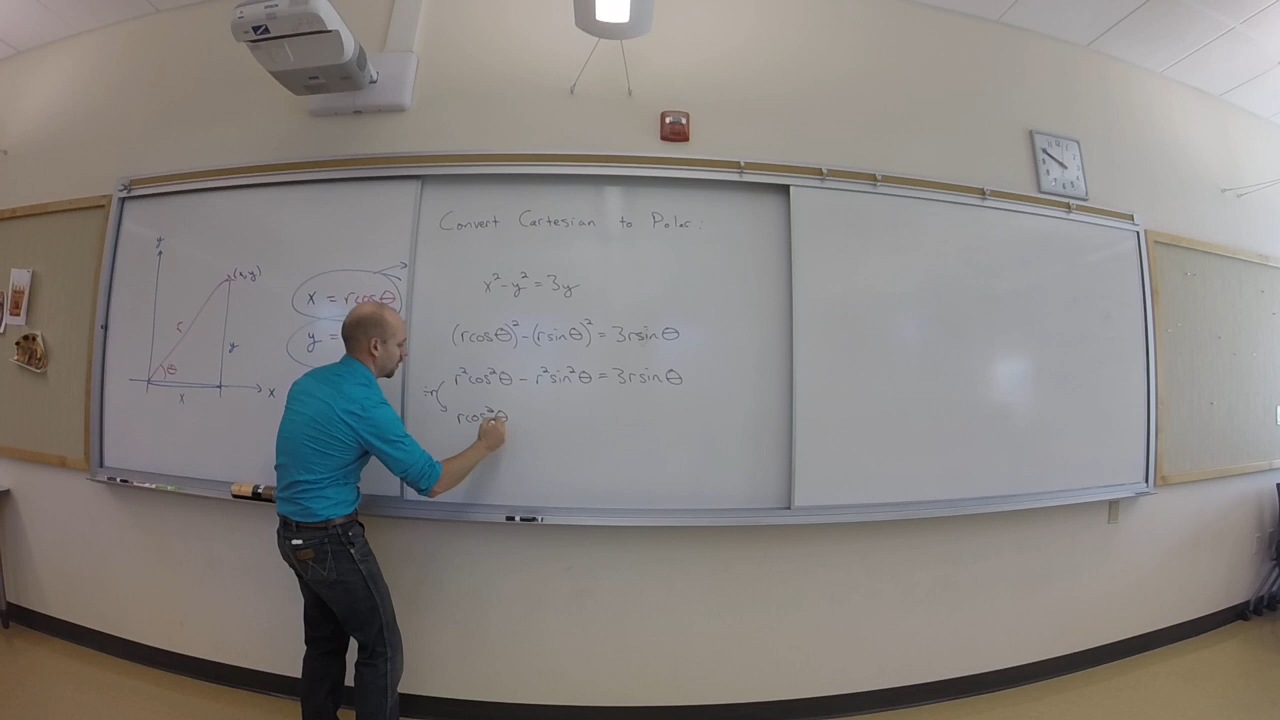 y
(x,y)
r
y
θ
x
x
x = rcosθ
y =
Convert Cartesian to Polar:
x² - y² = 3y
(rcosθ)² - (rsinθ)² = 3rsinθ
r²cos²θ - r²sin²θ = 3rsinθ
÷r
rcos²θ